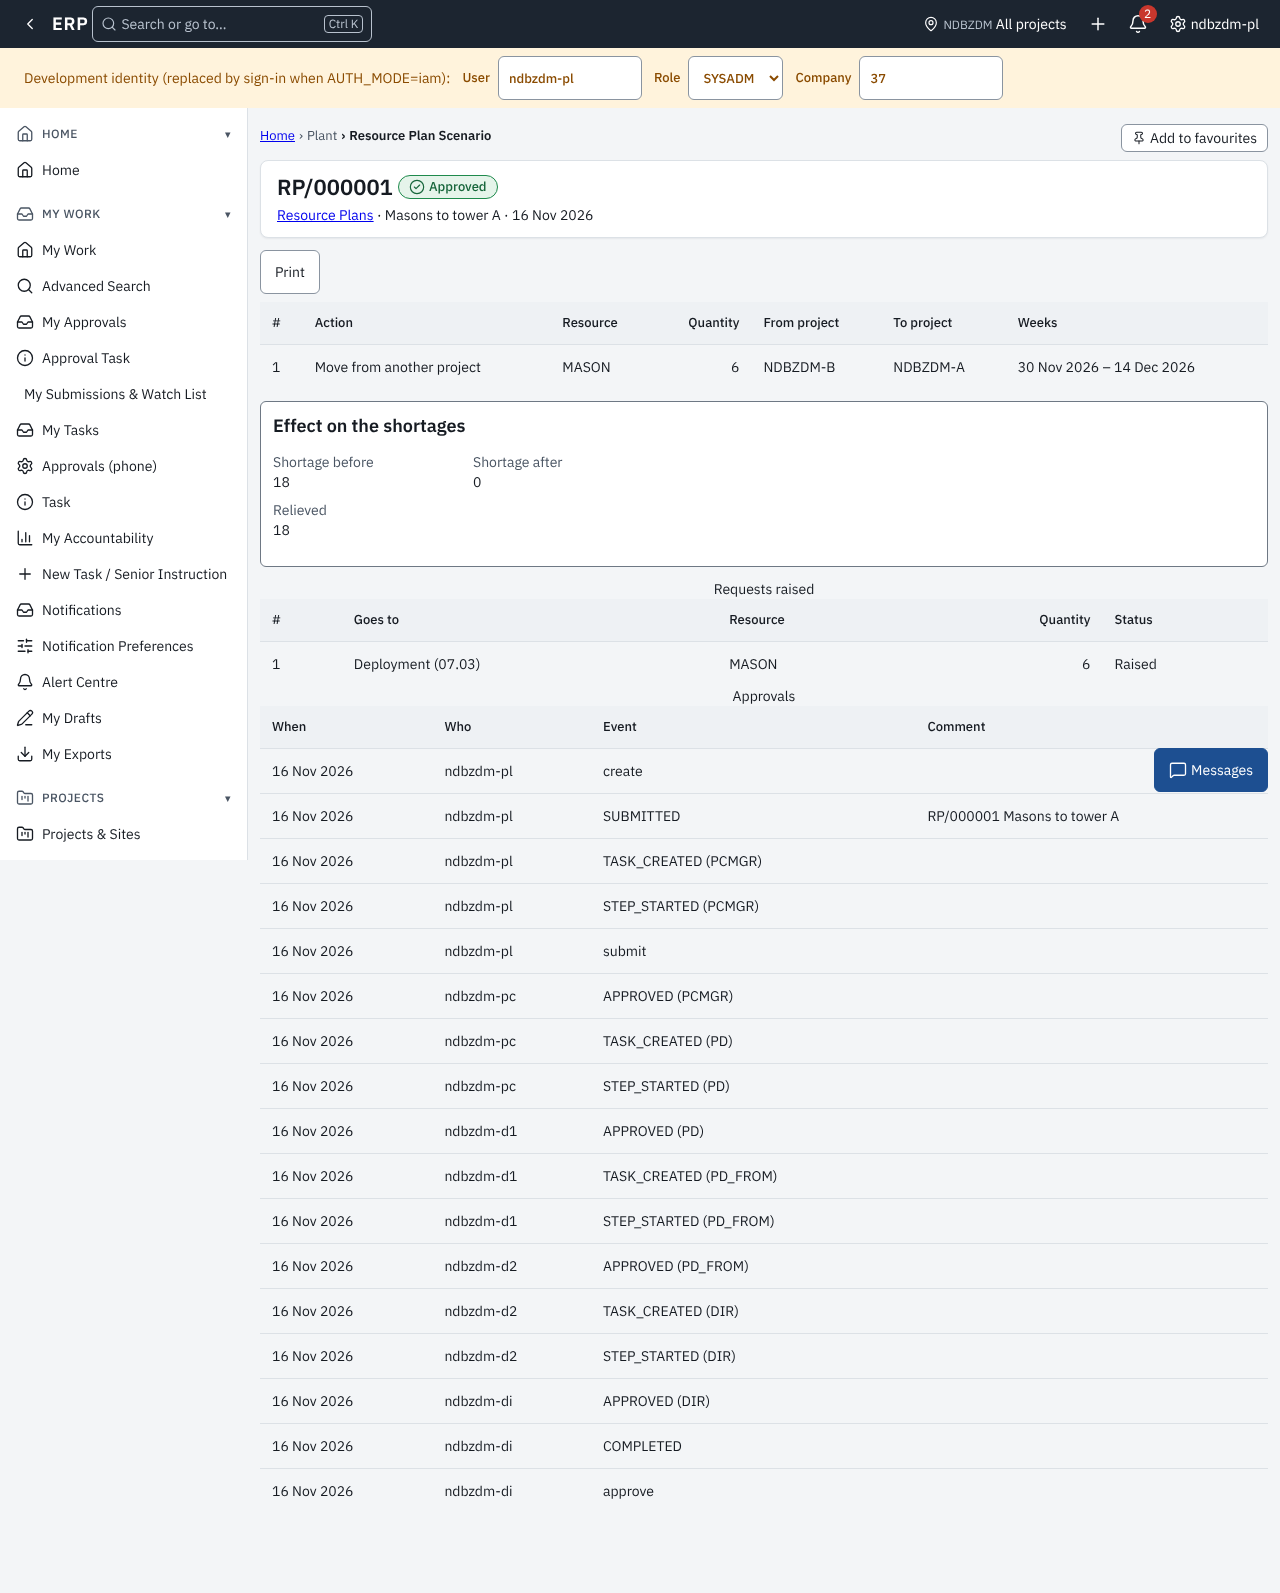 ERP Search or go to... Ctrl K NDBZDM All projects 2 ndbzdm-pl
Development identity (replaced by sign-in when AUTH_MODE=iam): User ndbzdm-pl Role SYSADM Company 37
HOME
Home
MY WORK
My Work
Advanced Search
My Approvals
Approval Task
My Submissions & Watch List
My Tasks
Approvals (phone)
Task
My Accountability
New Task / Senior Instruction
Notifications
Notification Preferences
Alert Centre
My Drafts
My Exports
PROJECTS
Projects & Sites
Home › Plant › Resource Plan Scenario
Add to favourites
RP/000001 Approved
Resource Plans · Masons to tower A · 16 Nov 2026
Print
# Action Resource Quantity From project To project Weeks
1 Move from another project MASON 6 NDBZDM-B NDBZDM-A 30 Nov 2026 – 14 Dec 2026
Effect on the shortages
Shortage before Shortage after
18 0
Relieved
18
Requests raised
# Goes to Resource Quantity Status
1 Deployment (07.03) MASON 6 Raised
Approvals
When Who Event Comment
16 Nov 2026 ndbzdm-pl create
Messages
16 Nov 2026 ndbzdm-pl SUBMITTED RP/000001 Masons to tower A
16 Nov 2026 ndbzdm-pl TASK_CREATED (PCMGR)
16 Nov 2026 ndbzdm-pl STEP_STARTED (PCMGR)
16 Nov 2026 ndbzdm-pl submit
16 Nov 2026 ndbzdm-pc APPROVED (PCMGR)
16 Nov 2026 ndbzdm-pc TASK_CREATED (PD)
16 Nov 2026 ndbzdm-pc STEP_STARTED (PD)
16 Nov 2026 ndbzdm-d1 APPROVED (PD)
16 Nov 2026 ndbzdm-d1 TASK_CREATED (PD_FROM)
16 Nov 2026 ndbzdm-d1 STEP_STARTED (PD_FROM)
16 Nov 2026 ndbzdm-d2 APPROVED (PD_FROM)
16 Nov 2026 ndbzdm-d2 TASK_CREATED (DIR)
16 Nov 2026 ndbzdm-d2 STEP_STARTED (DIR)
16 Nov 2026 ndbzdm-di APPROVED (DIR)
16 Nov 2026 ndbzdm-di COMPLETED
16 Nov 2026 ndbzdm-di approve